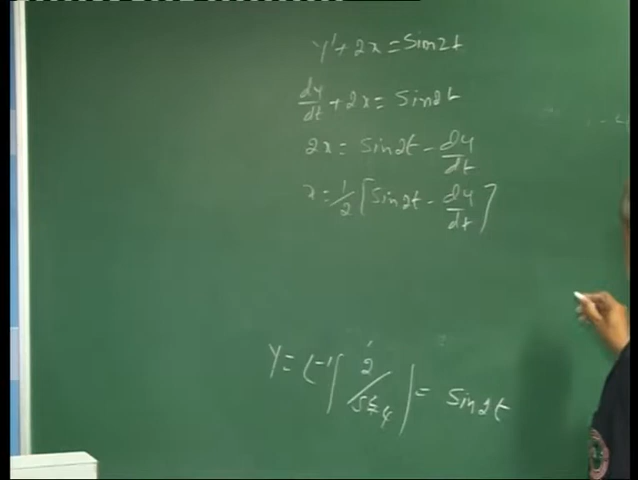 y' + 2x = Sin2t
dy/dt + 2x = Sin2t
2x = Sin2t - dy/dt
x = 1/2 [Sin2t - dy/dt]
y = L^-1 (2/(s²+4)) = Sin2t